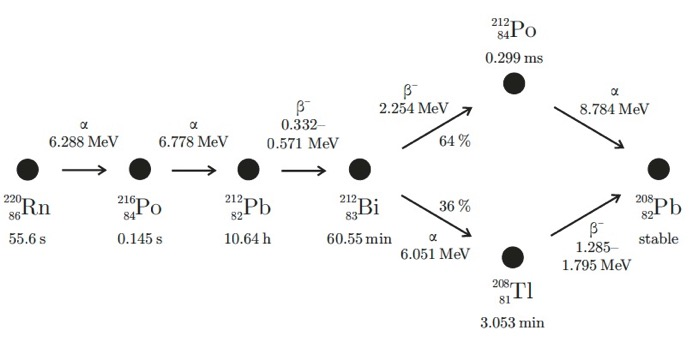 ²¹²₈₄Po
0.299 ms
β⁻
2.254 MeV
α
8.784 MeV
α
6.288 MeV
α
6.778 MeV
β⁻
0.332–
0.571 MeV
64 %
²²⁰₈₆Rn
55.6 s
²¹⁶₈₄Po
0.145 s
²¹²₈₂Pb
10.64 h
²¹²₈₃Bi
60.55 min
36 %
α
6.051 MeV
²⁰⁸₈₂Pb
stable
β⁻
1.285–
1.795 MeV
²⁰⁸₈₁Tl
3.053 min